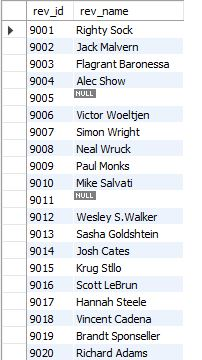 rev_id rev_name
9001 Righty Sock
9002 Jack Malvern
9003 Flagrant Baronessa
9004 Alec Show
9005 NULL
9006 Victor Woeltjen
9007 Simon Wright
9008 Neal Wruck
9009 Paul Monks
9010 Mike Salvati
9011 NULL
9012 Wesley S.Walker
9013 Sasha Goldshtein
9014 Josh Cates
9015 Krug Stllo
9016 Scott LeBrun
9017 Hannah Steele
9018 Vincent Cadena
9019 Brandt Sponseller
9020 Richard Adams